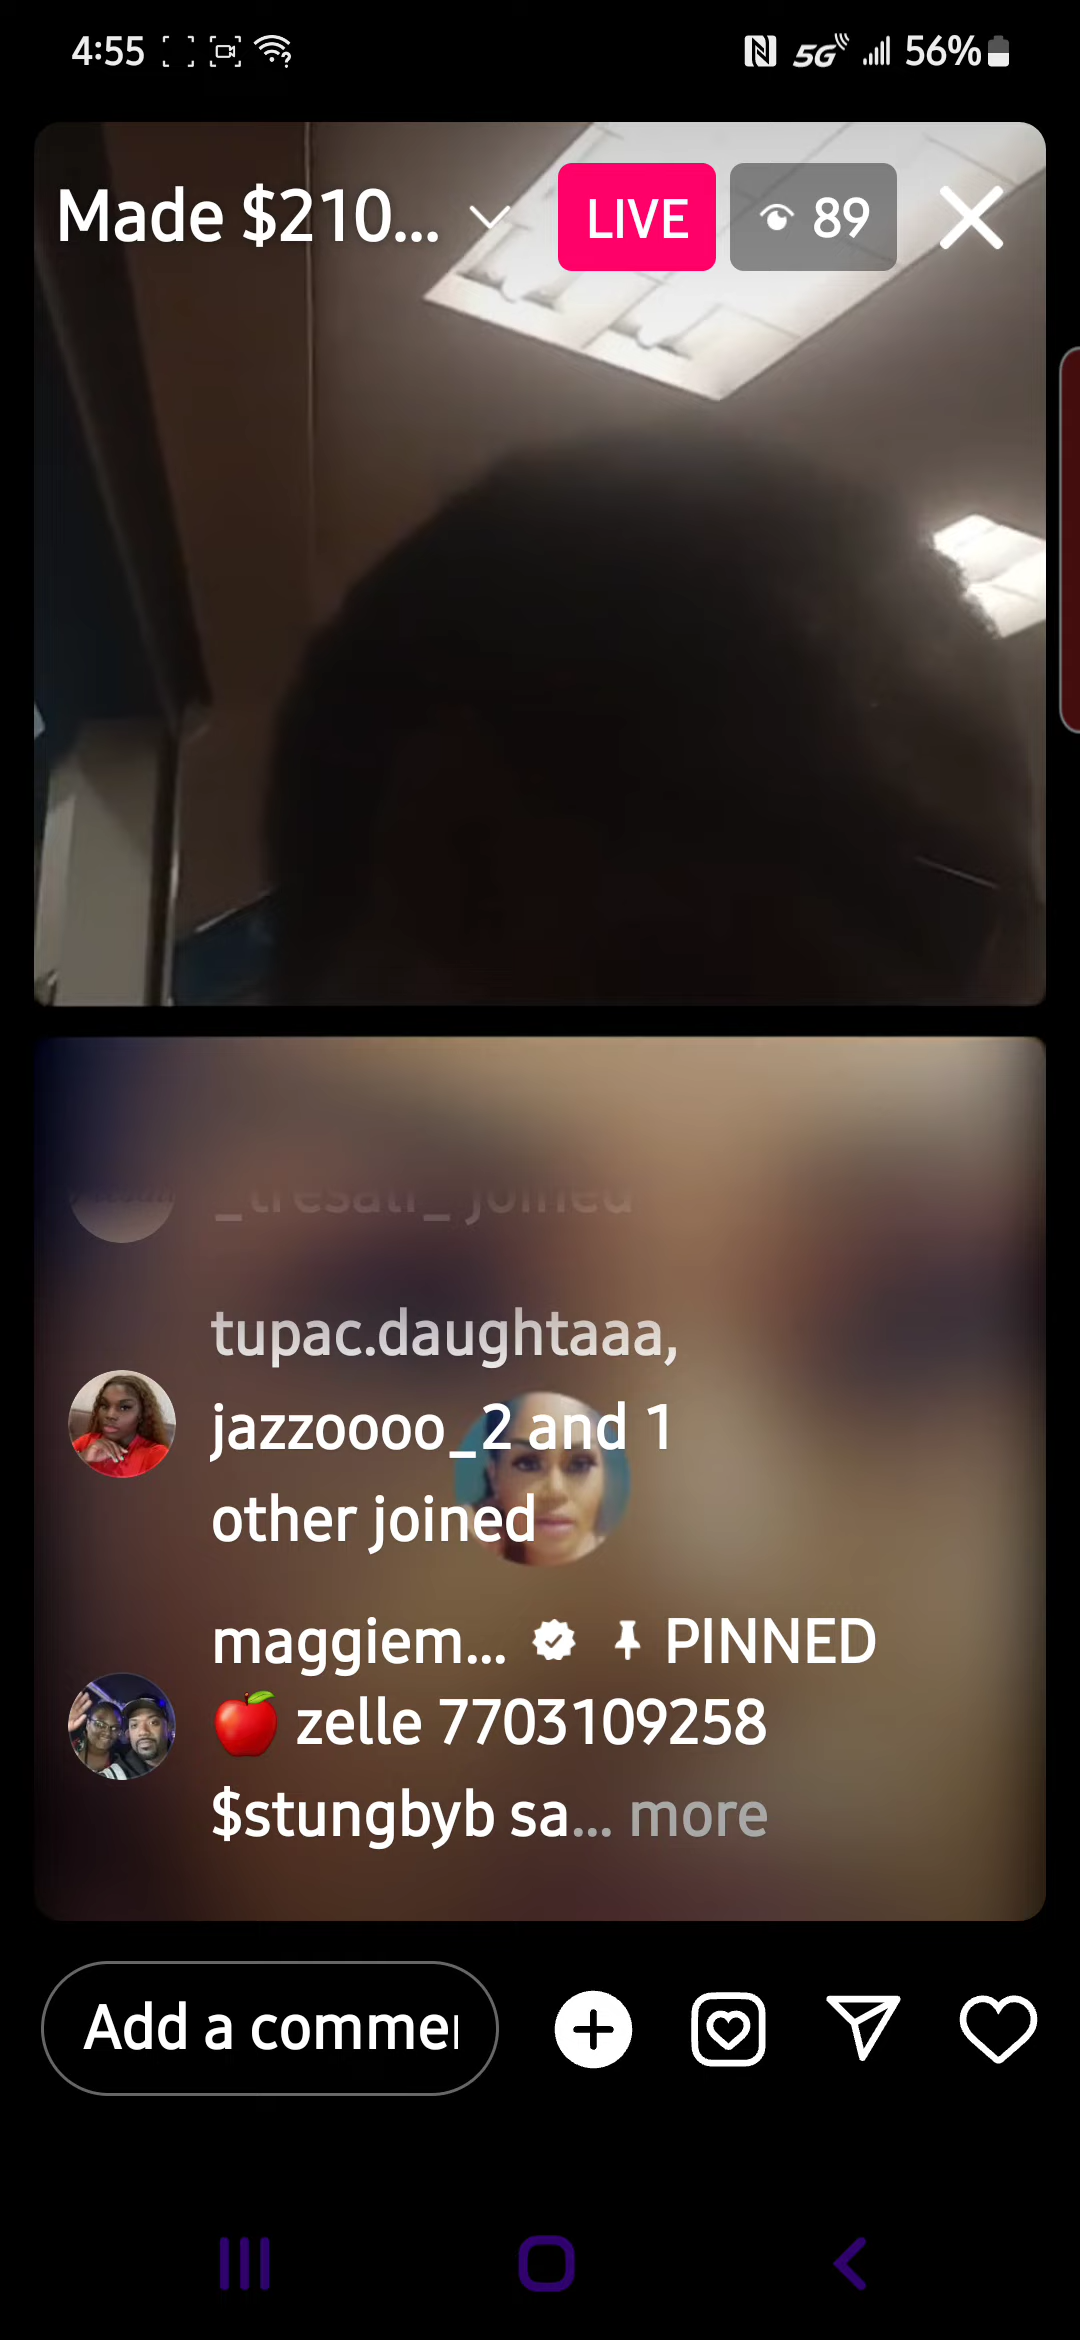 4:55 5G 56%
Made $210... LIVE 89
_tresati_ joined
tupac.daughtaaa,
jazzoooo_2 and 1
other joined
maggiem... PINNED
🍎 zelle 7703109258
$stungbyb sa... more
Add a commer